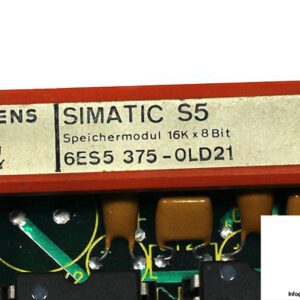 ENS
SIMATIC S5
Speichermodul 16K x 8 Bit
Y
6ES5 375-0LD21